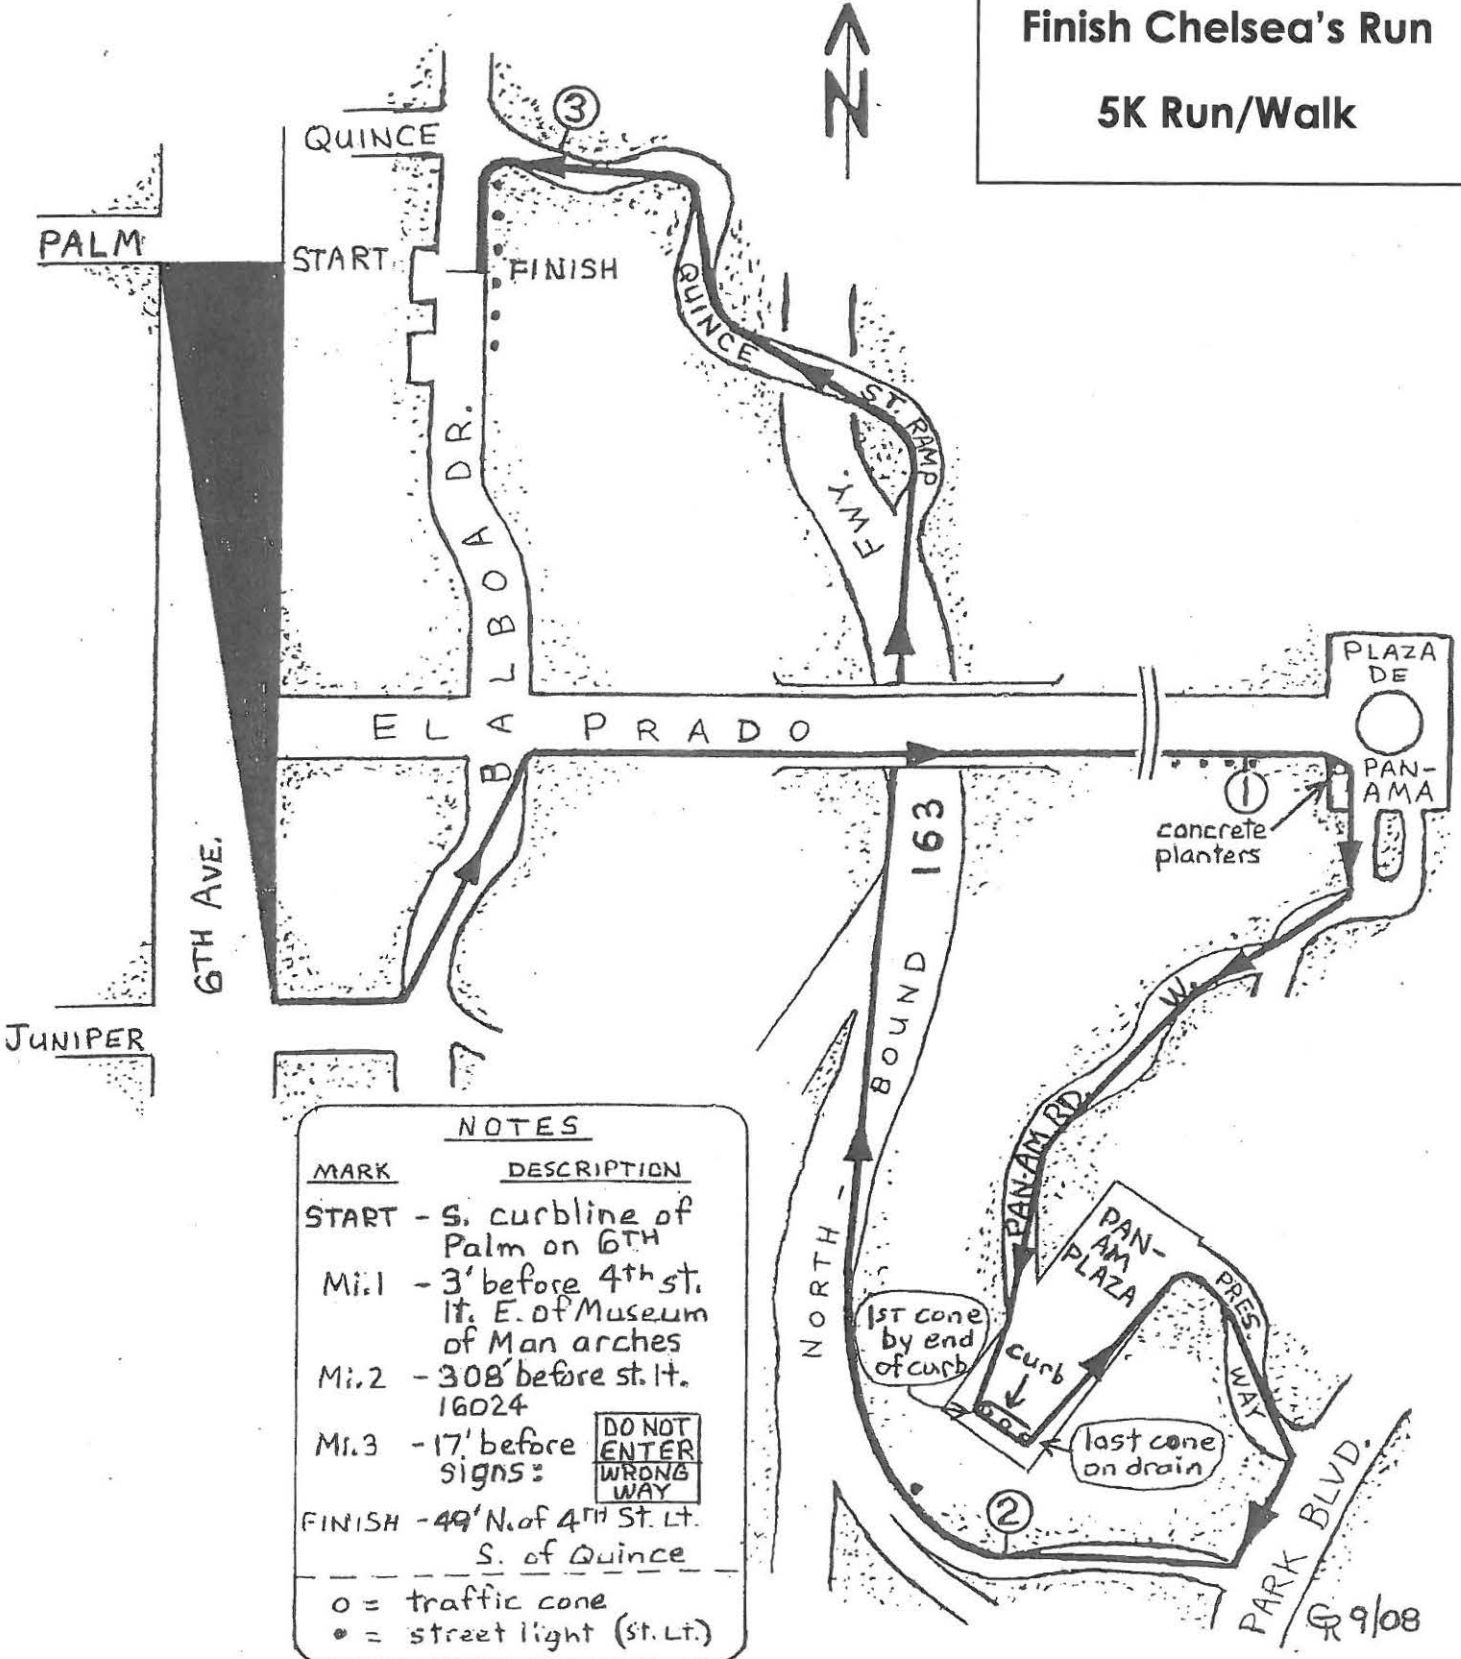 Finish Chelsea's Run
5K Run/Walk
N
3
QUINCE
PALM
START
FINISH
QUINCE
ST. RAMP
FWY.
BALBOA DR.
EL PRADO
PLAZA
DE
PAN-
AMA
1
concrete
planters
6TH AVE.
JUNIPER
NORTH-BOUND 163
W. PAN-AM RD.
PAN-
AM
PLAZA
PRES. WAY
1ST cone
by end
of curb
curb
last cone
on drain
2
PARK BLVD.
GR 9/08
NOTES
MARK DESCRIPTION
START - S. curbline of
Palm on 6TH
Mi.1 - 3' before 4th st.
lt. E. of Museum
of Man arches
Mi.2 - 308' before st. lt.
16024
Mi.3 - 17' before
signs:
DO NOT
ENTER
WRONG
WAY
FINISH - 49' N. of 4TH St. Lt.
S. of Quince
o = traffic cone
• = street light (St. Lt.)